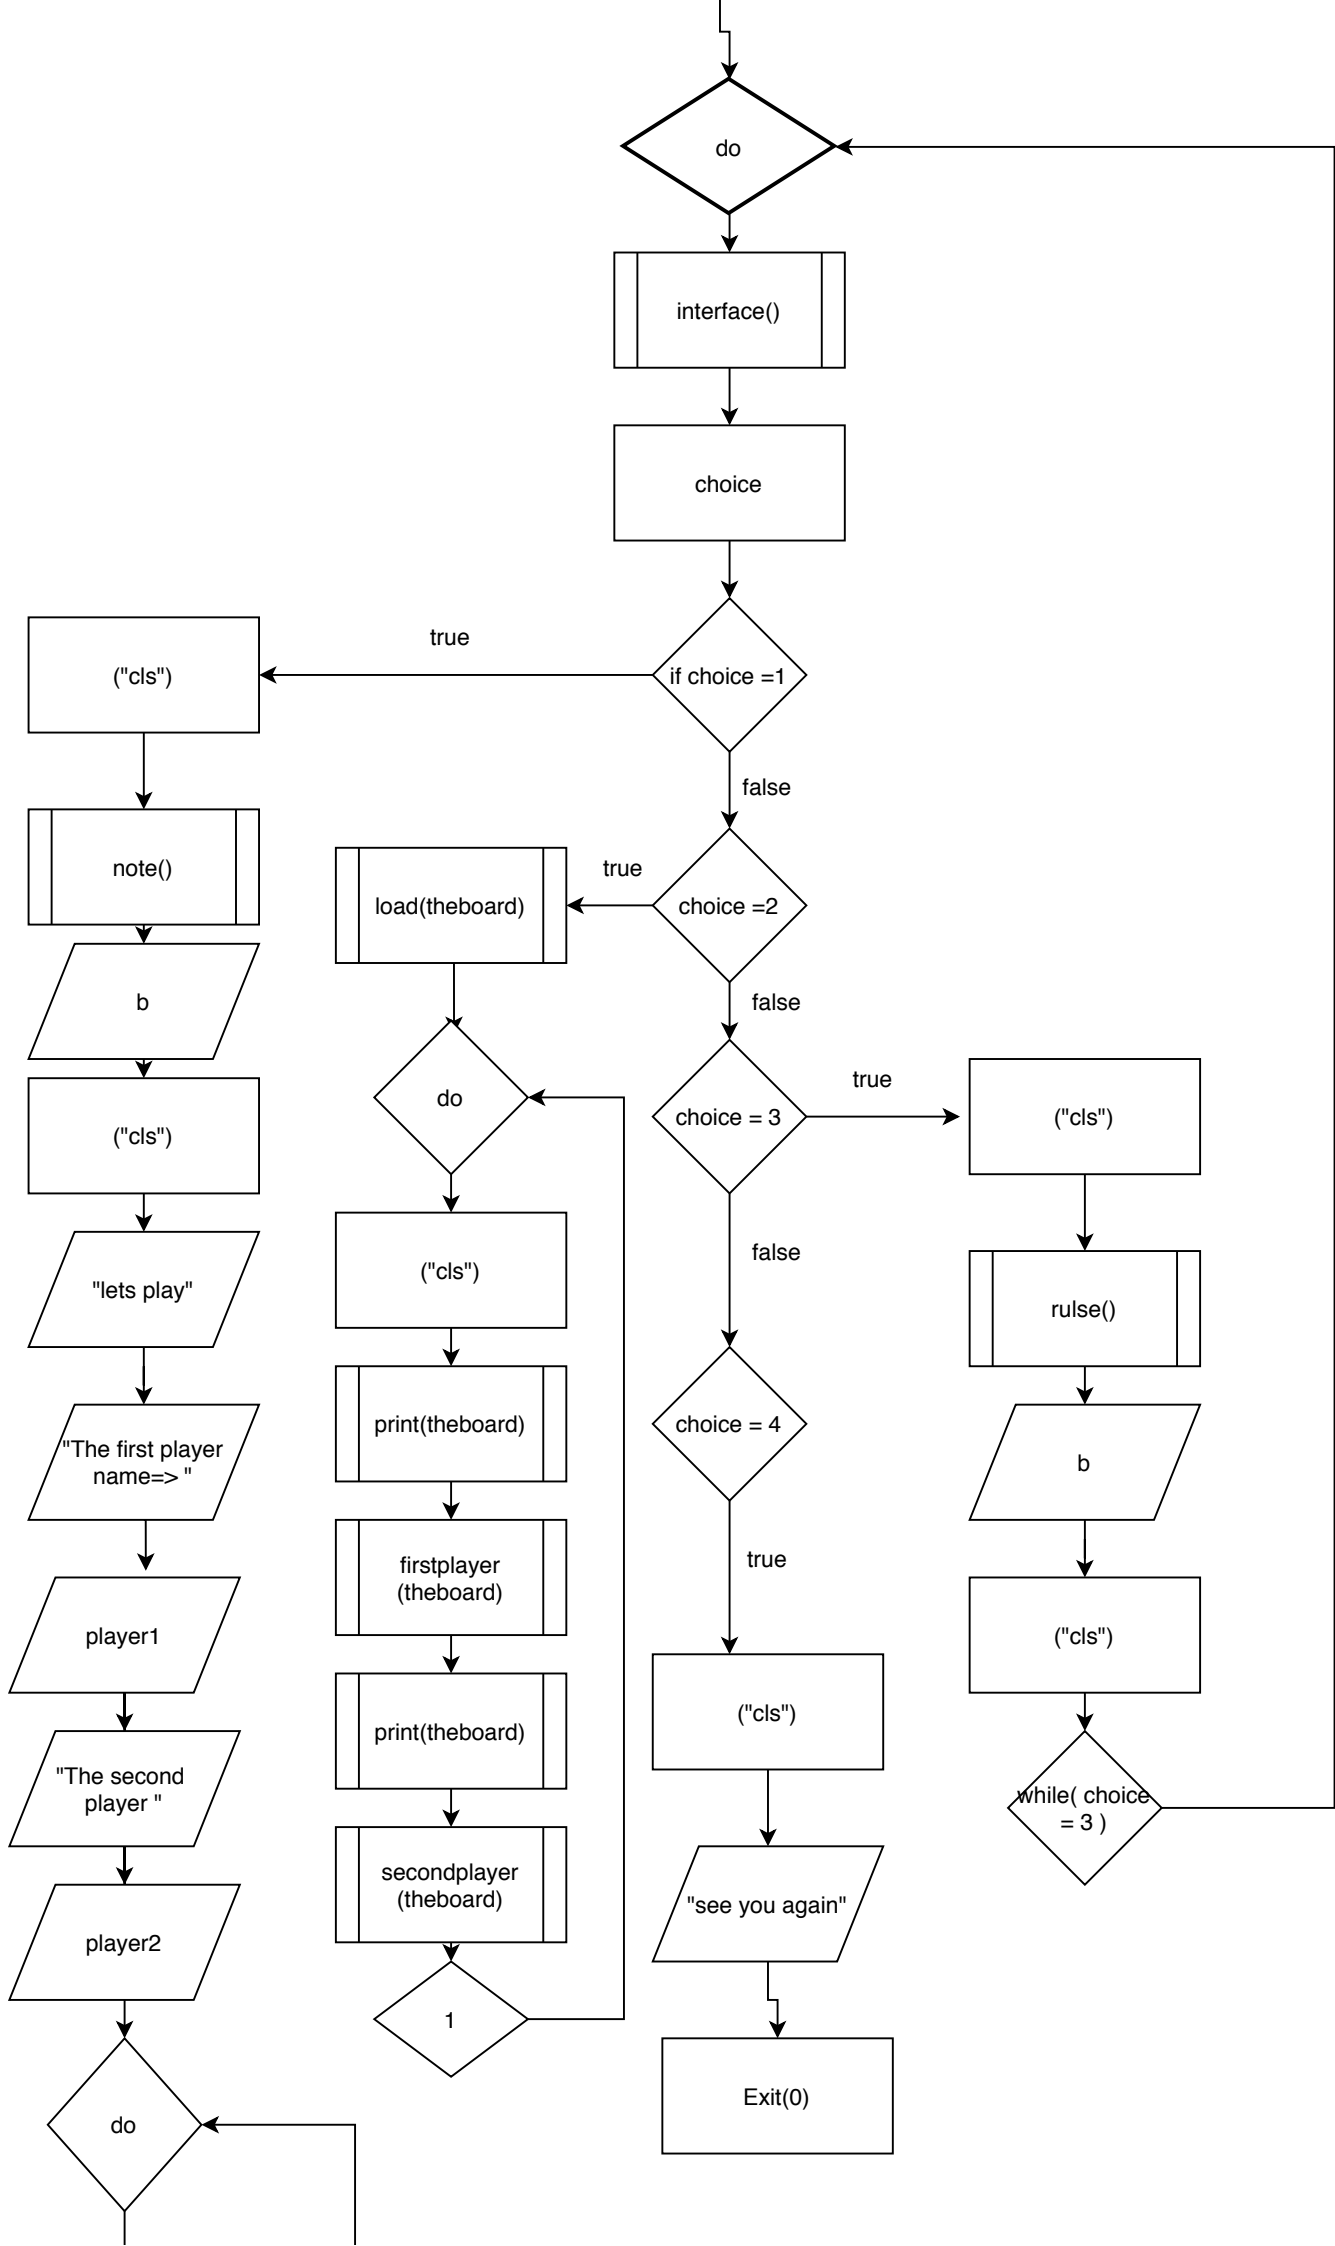 do
interface()
choice
if choice =1
true
("cls")
false
note()
b
("cls")
"lets play"
"The first player
name=> "
player1
"The second
player "
player2
do
choice =2
true
load(theboard)
false
do
("cls")
print(theboard)
firstplayer
(theboard)
print(theboard)
secondplayer
(theboard)
1
choice = 3
true
("cls")
false
rulse()
b
("cls")
while( choice
= 3 )
choice = 4
true
("cls")
"see you again"
Exit(0)